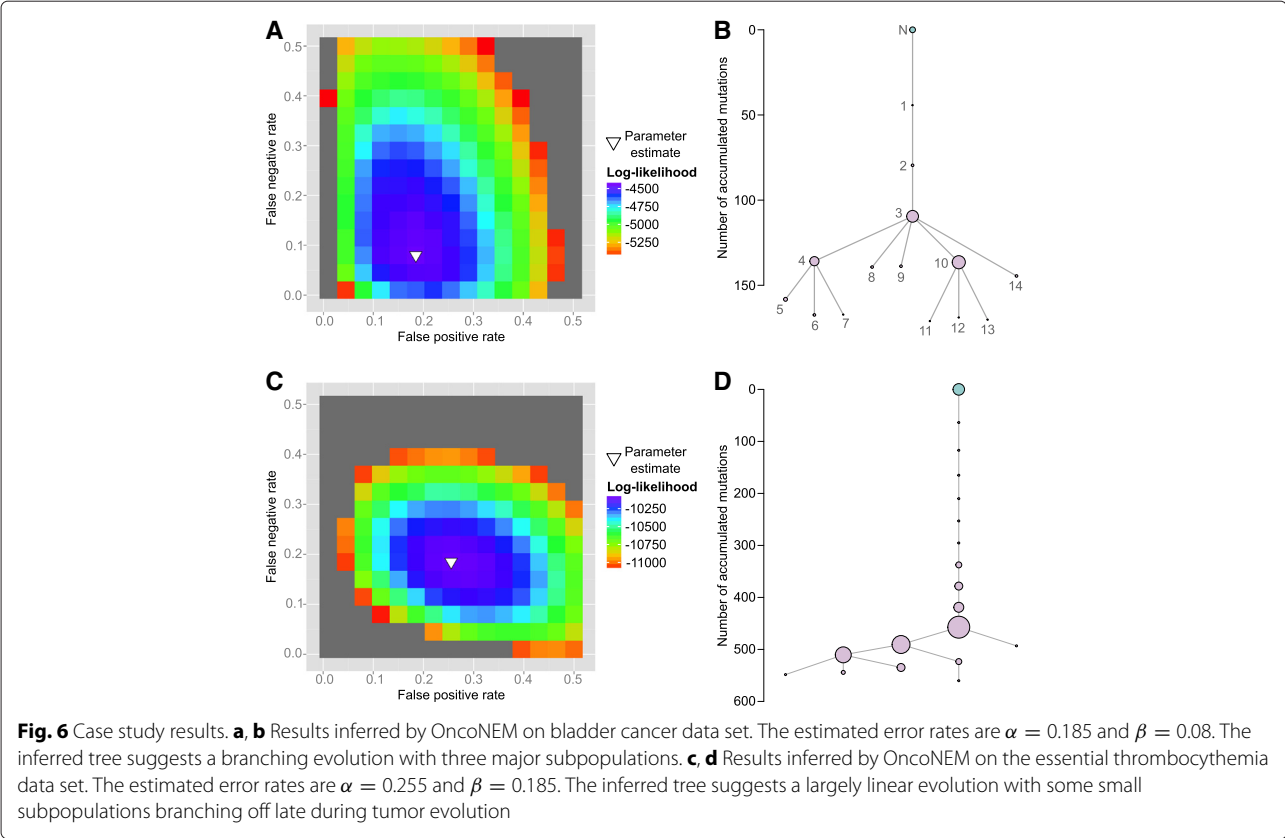 A
0.5
0.4
0.3
0.2
0.1
0.0
False negative rate
0.0 0.1 0.2 0.3 0.4 0.5
False positive rate
Parameter
estimate
Log-likelihood
-4500
-4750
-5000
-5250
B
0
50
100
150
Number of accumulated mutations
N
1
2
3
4
10
8
9
14
5
6
7
11
12
13
C
0.5
0.4
0.3
0.2
0.1
0.0
False negative rate
0.0 0.1 0.2 0.3 0.4 0.5
False positive rate
Parameter
estimate
Log-likelihood
-10250
-10500
-10750
-11000
D
0
100
200
300
400
500
600
Number of accumulated mutations
Fig. 6 Case study results. a, b Results inferred by OncoNEM on bladder cancer data set. The estimated error rates are α = 0.185 and β = 0.08. The
inferred tree suggests a branching evolution with three major subpopulations. c, d Results inferred by OncoNEM on the essential thrombocythemia
data set. The estimated error rates are α = 0.255 and β = 0.185. The inferred tree suggests a largely linear evolution with some small
subpopulations branching off late during tumor evolution